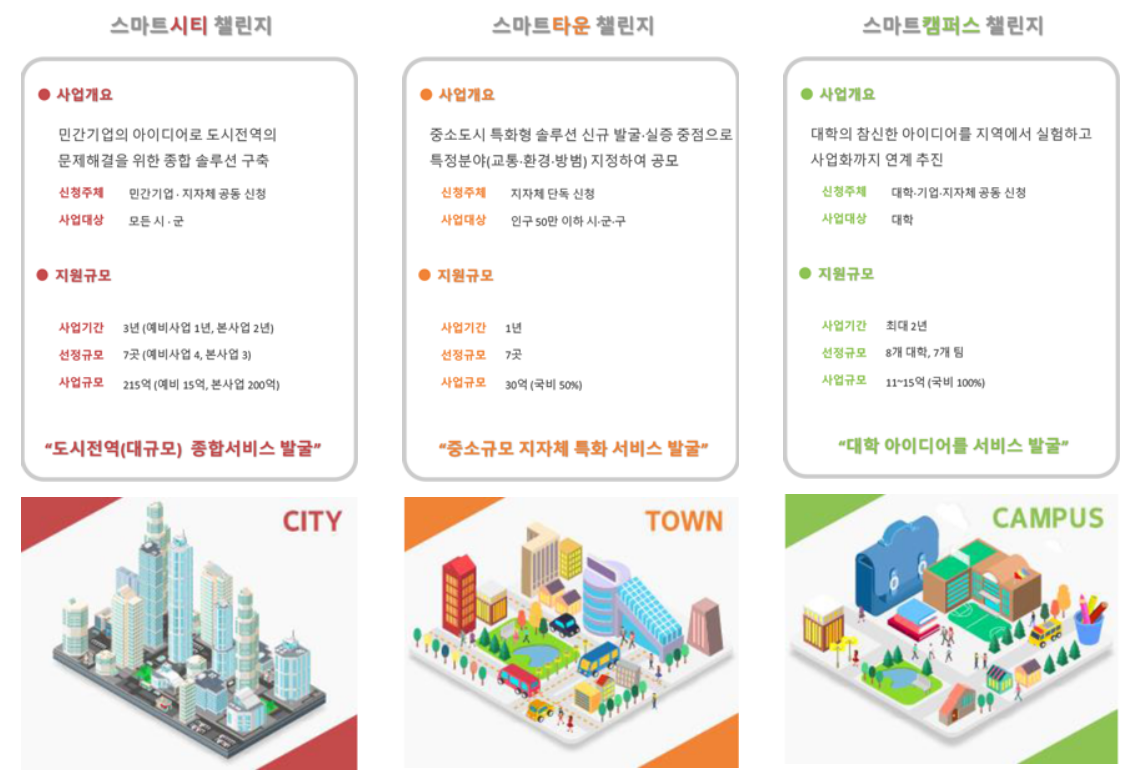 스마트시티 챌린지
● 사업개요
민간기업의 아이디어로 도시전역의
문제해결을 위한 종합 솔루션 구축
신청주체 민간기업 · 지자체 공동 신청
사업대상 모든 시 · 군
● 지원규모
사업기간 3년 (예비사업 1년, 본사업 2년)
선정규모 7곳 (예비사업 4, 본사업 3)
사업규모 215억 (예비 15억, 본사업 200억)
“도시전역(대규모) 종합서비스 발굴”
CITY
스마트타운 챌린지
● 사업개요
중소도시 특화형 솔루션 신규 발굴·실증 중점으로
특정분야(교통·환경·방범) 지정하여 공모
신청주체 지자체 단독 신청
사업대상 인구 50만 이하 시·군·구
● 지원규모
사업기간 1년
선정규모 7곳
사업규모 30억 (국비 50%)
“중소규모 지자체 특화 서비스 발굴”
TOWN
스마트캠퍼스 챌린지
● 사업개요
대학의 참신한 아이디어를 지역에서 실험하고
사업화까지 연계 추진
신청주체 대학·기업·지자체 공동 신청
사업대상 대학
● 지원규모
사업기간 최대 2년
선정규모 8개 대학, 7개 팀
사업규모 11~15억 (국비 100%)
“대학 아이디어를 서비스 발굴”
CAMPUS